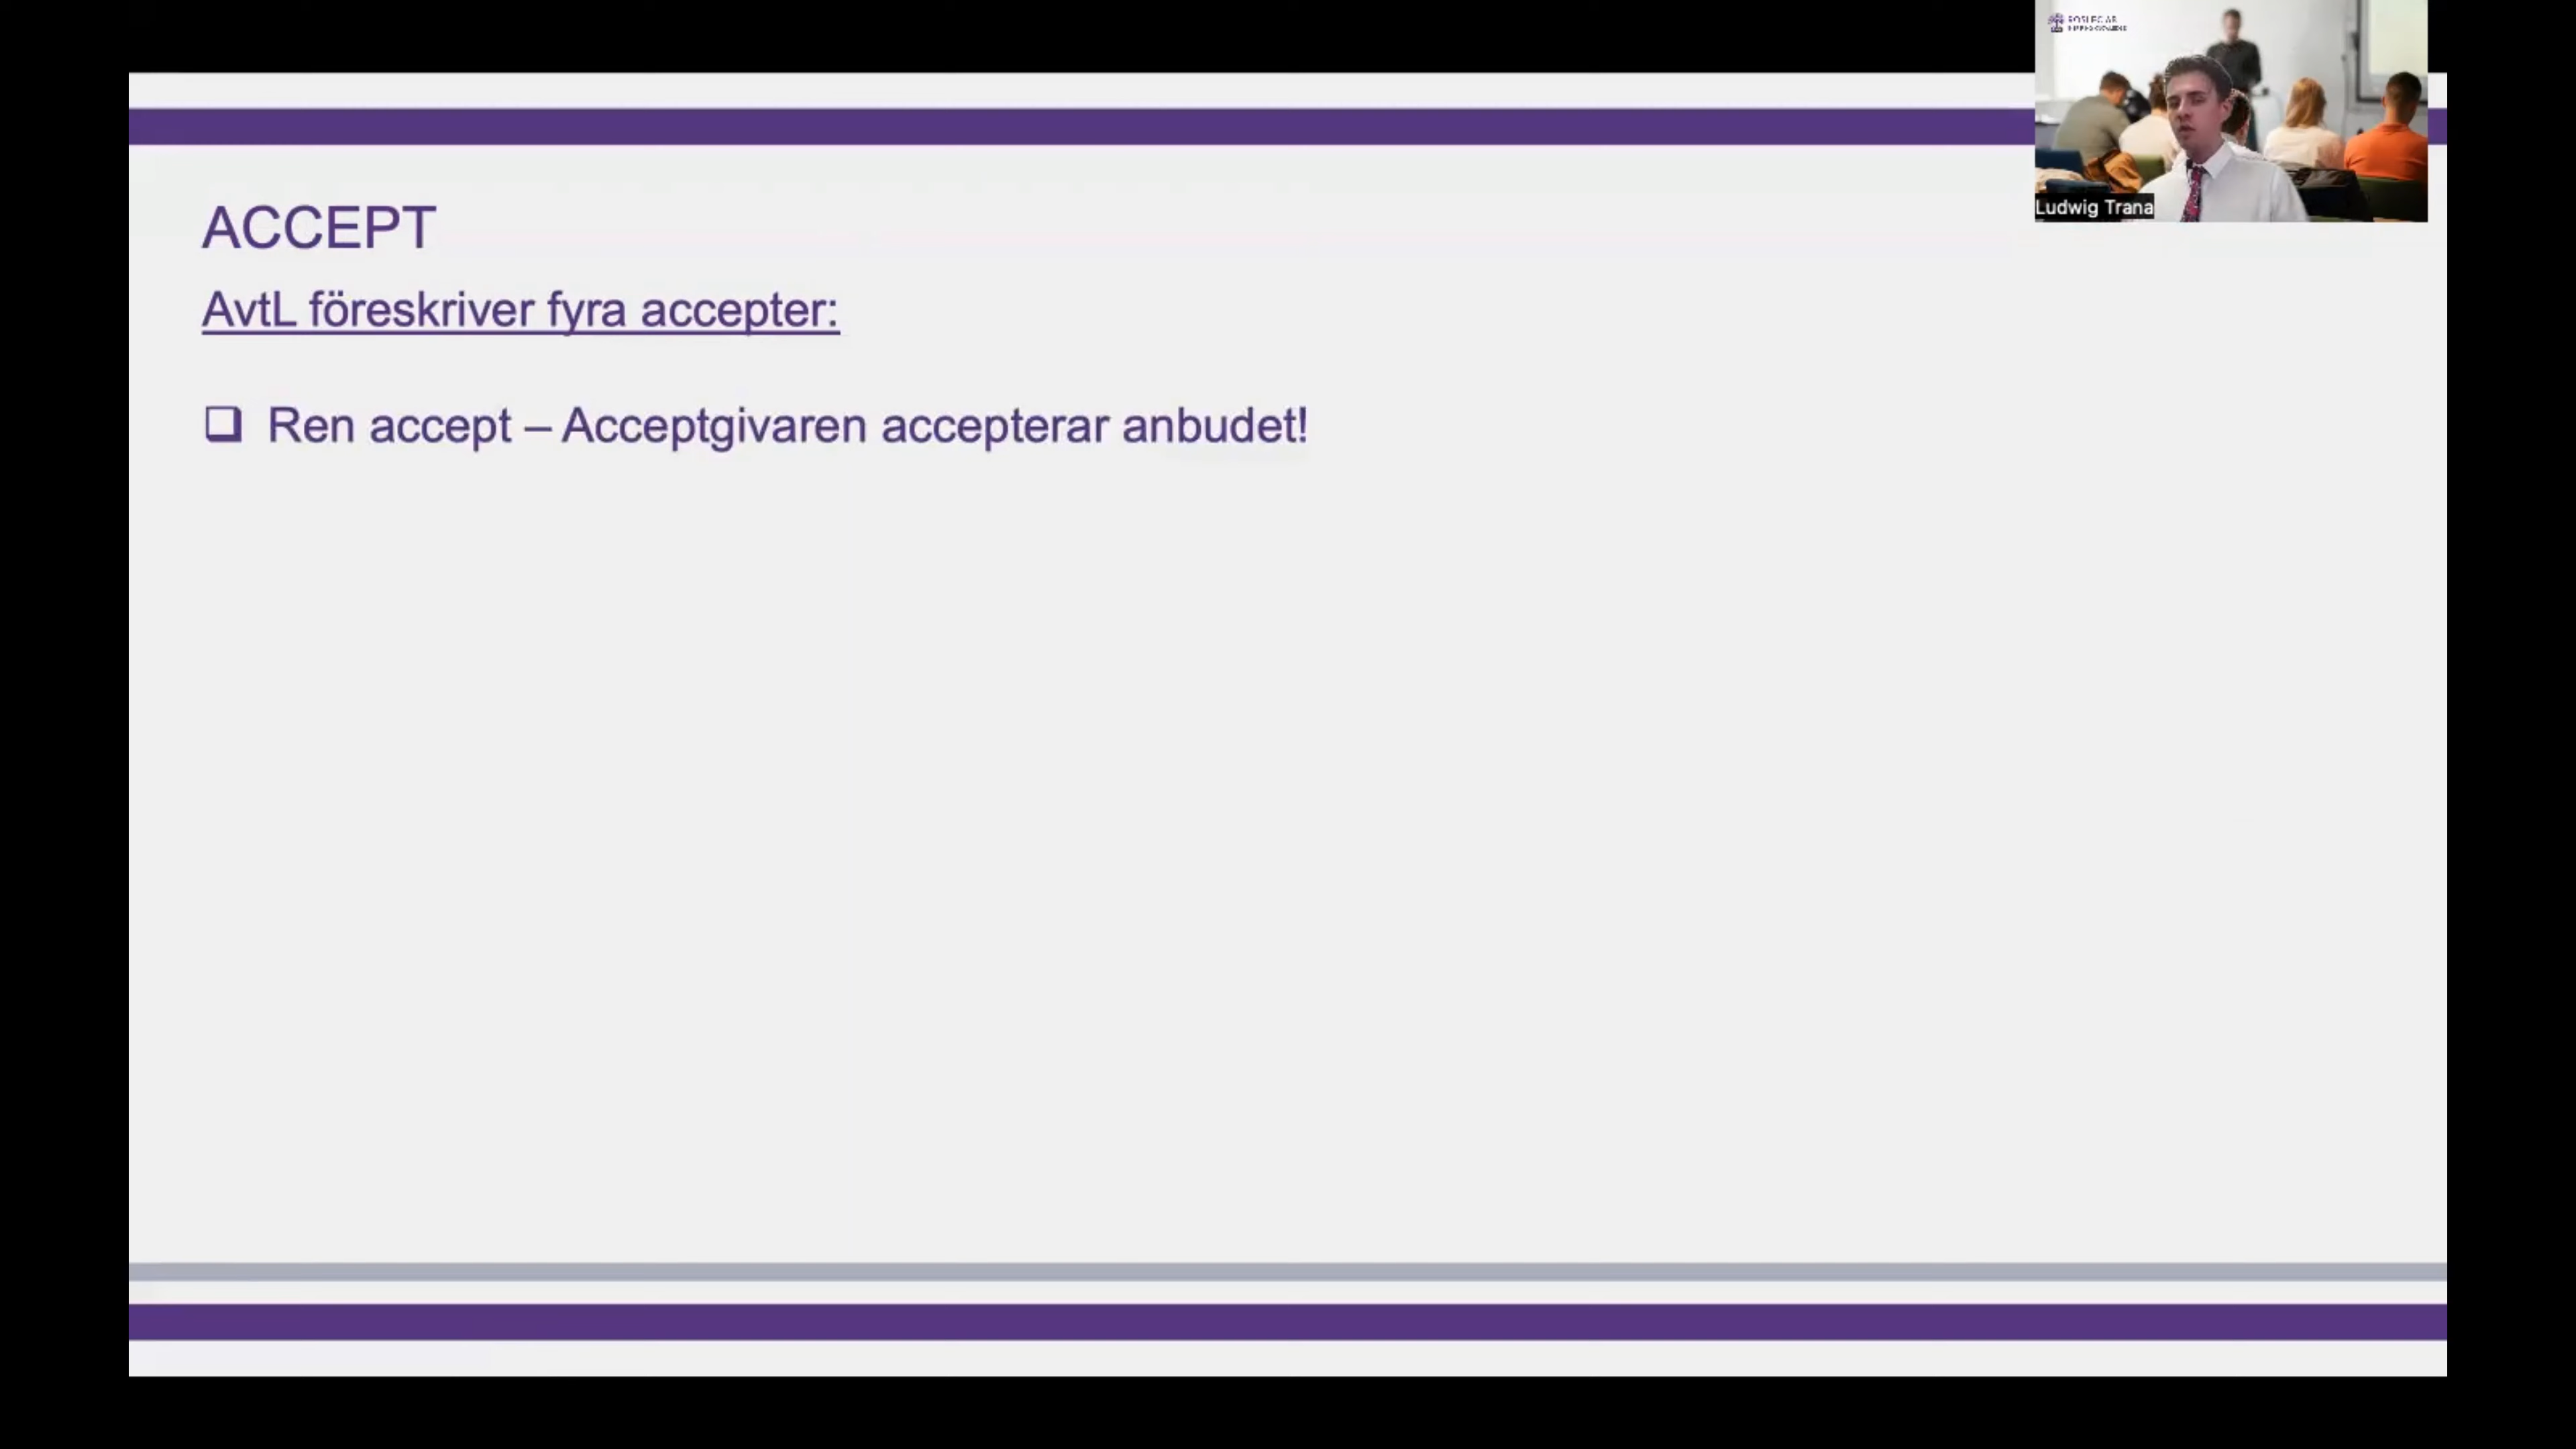 ACCEPT
AvtL föreskriver fyra accepter:
Ren accept – Acceptgivaren accepterar anbudet!
Ludwig Trana